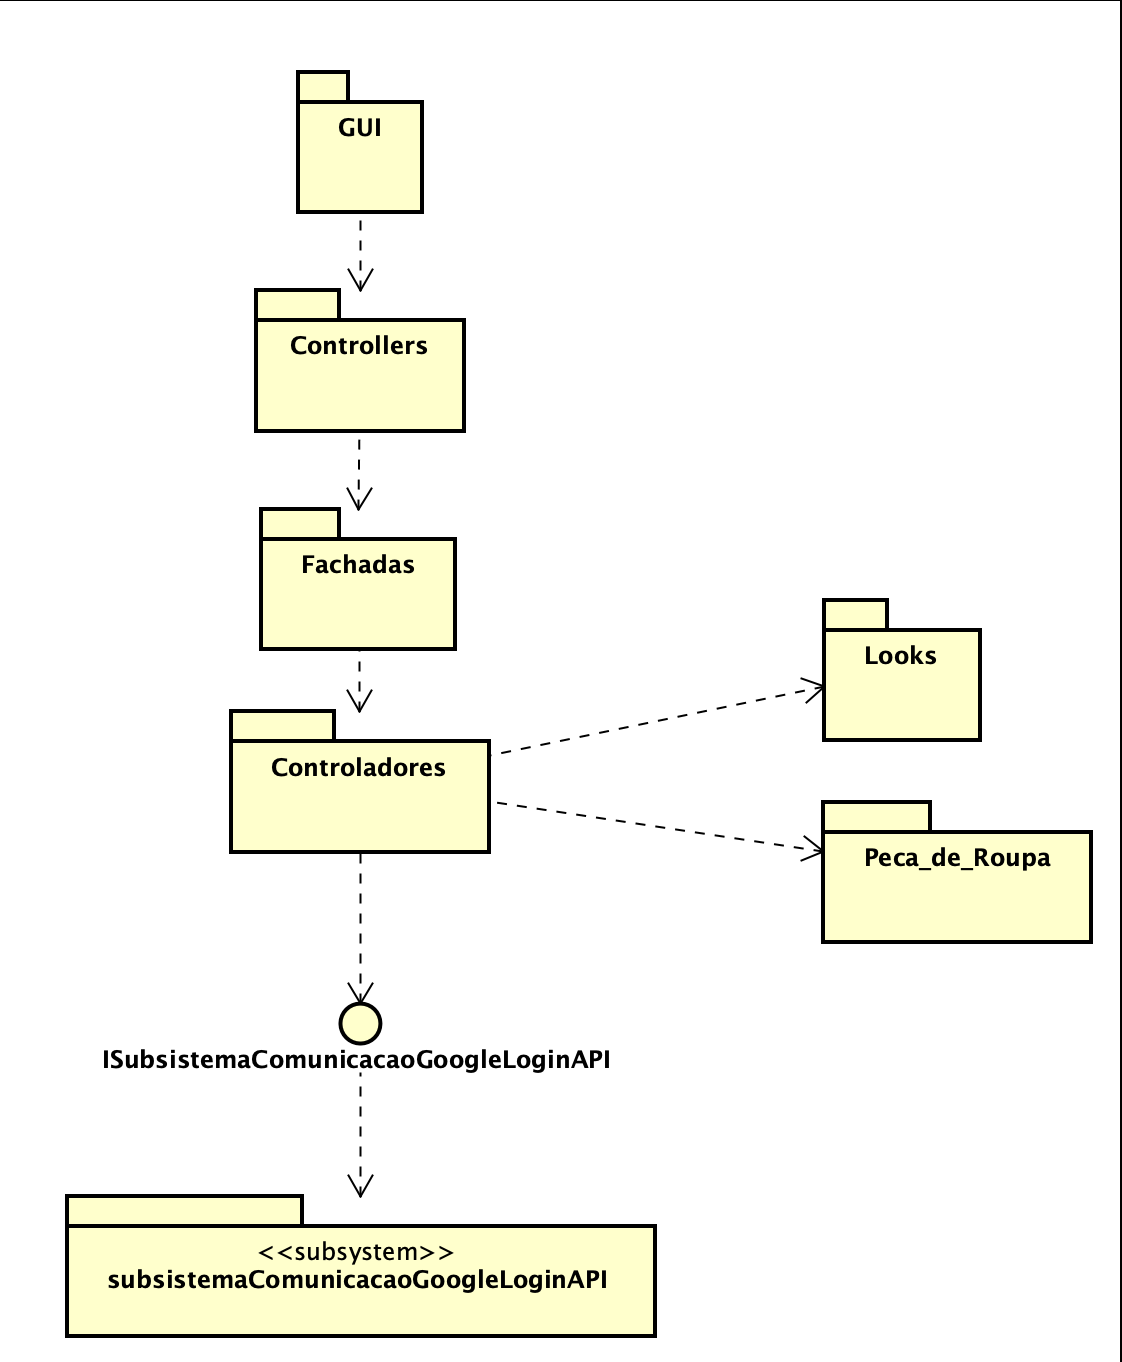 GUI
Controllers
Fachadas
Looks
Controladores
Peca_de_Roupa
ISubsistemaComunicacaoGoogleLoginAPI
<<subsystem>>
subsistemaComunicacaoGoogleLoginAPI